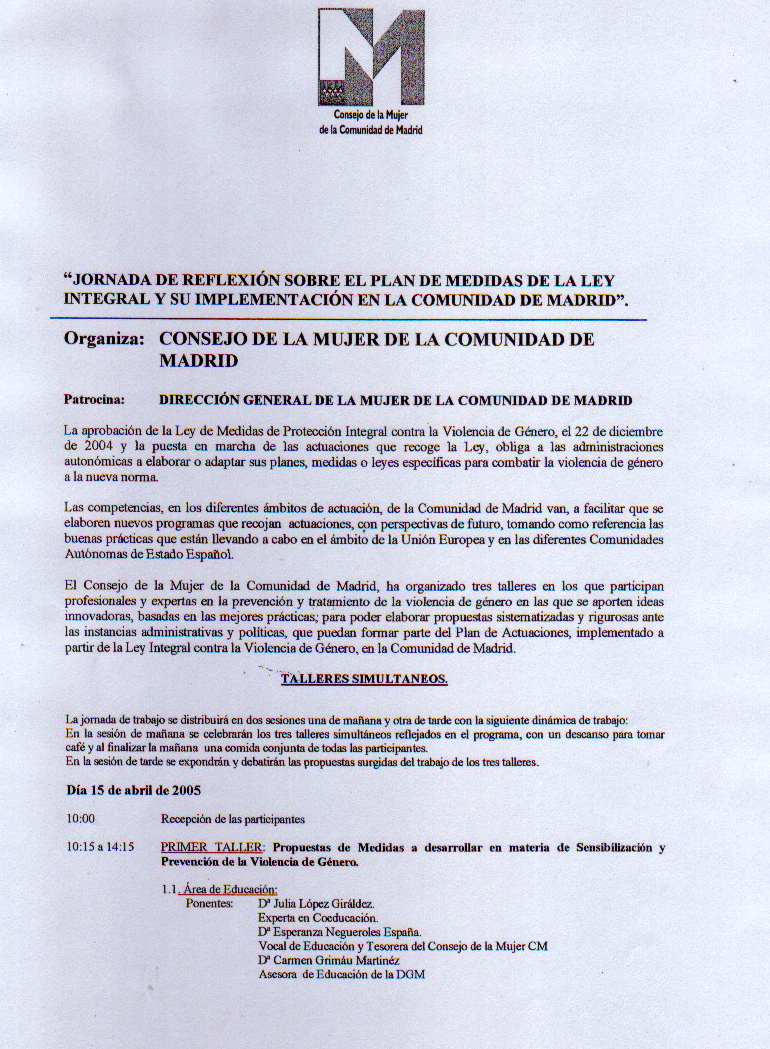 Consejo de la Mujer
de la Comunidad de Madrid
“JORNADA DE REFLEXIÓN SOBRE EL PLAN DE MEDIDAS DE LA LEY
INTEGRAL Y SU IMPLEMENTACIÓN EN LA COMUNIDAD DE MADRID”.
Organiza: CONSEJO DE LA MUJER DE LA COMUNIDAD DE
MADRID
Patrocina: DIRECCIÓN GENERAL DE LA MUJER DE LA COMUNIDAD DE MADRID
La aprobación de la Ley de Medidas de Protección Integral contra la Violencia de Género, el 22 de diciembre
de 2004 y la puesta en marcha de las actuaciones que recoge la Ley, obliga a las administraciones
autonómicas a elaborar o adaptar sus planes, medidas o leyes específicas para combatir la violencia de género
a la nueva norma.
Las competencias, en los diferentes ámbitos de actuación, de la Comunidad de Madrid van, a facilitar que se
elaboren nuevos programas que recojan actuaciones, con perspectivas de futuro, tomando como referencia las
buenas prácticas que están llevando a cabo en el ámbito de la Unión Europea y en las diferentes Comunidades
Autónomas de Estado Español.
El Consejo de la Mujer de la Comunidad de Madrid, ha organizado tres talleres en los que participan
profesionales y expertas en la prevención y tratamiento de la violencia de género en las que se aporten ideas
innovadoras, basadas en las mejores prácticas; para poder elaborar propuestas sistematizadas y rigurosas ante
las instancias administrativas y políticas, que puedan formar parte del Plan de Actuaciones, implementado a
partir de la Ley Integral contra la Violencia de Género, en la Comunidad de Madrid.
TALLERES SIMULTANEOS.
La jornada de trabajo se distribuirá en dos sesiones una de mañana y otra de tarde con la siguiente dinámica de trabajo:
En la sesión de mañana se celebrarán los tres talleres simultáneos reflejados en el programa, con un descanso para tomar
café y al finalizar la mañana una comida conjunta de todas las participantes.
En la sesión de tarde se expondrán y debatirán las propuestas surgidas del trabajo de los tres talleres.
Día 15 de abril de 2005
10:00 Recepción de las participantes
10:15 a 14:15 PRIMER TALLER: Propuestas de Medidas a desarrollar en materia de Sensibilización y
Prevención de la Violencia de Género.
1.1. Área de Educación:
Ponentes: Dª Julia López Giráldez.
Experta en Coeducación.
Dª Esperanza Negueroles España.
Vocal de Educación y Tesorera del Consejo de la Mujer CM
Dª Carmen Grimáu Martinéz
Asesora de Educación de la DGM